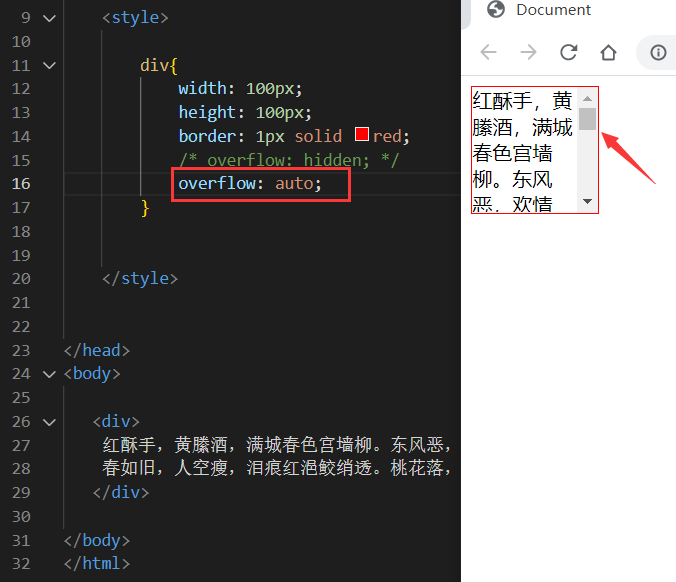 9 <style>
10
11 div{
12 width: 100px;
13 height: 100px;
14 border: 1px solid red;
15 /* overflow: hidden; */
16 overflow: auto;
17 }
18
19
20 </style>
21
22
23 </head>
24 <body>
25
26 <div>
27 红酥手，黄縢酒，满城春色宫墙柳。东风恶，
28 春如旧，人空瘦，泪痕红浥鲛绡透。桃花落，
29 </div>
30
31 </body>
32 </html>
Document
红酥手，黄
縢酒，满城
春色宫墙
柳。东风
恶，欢情